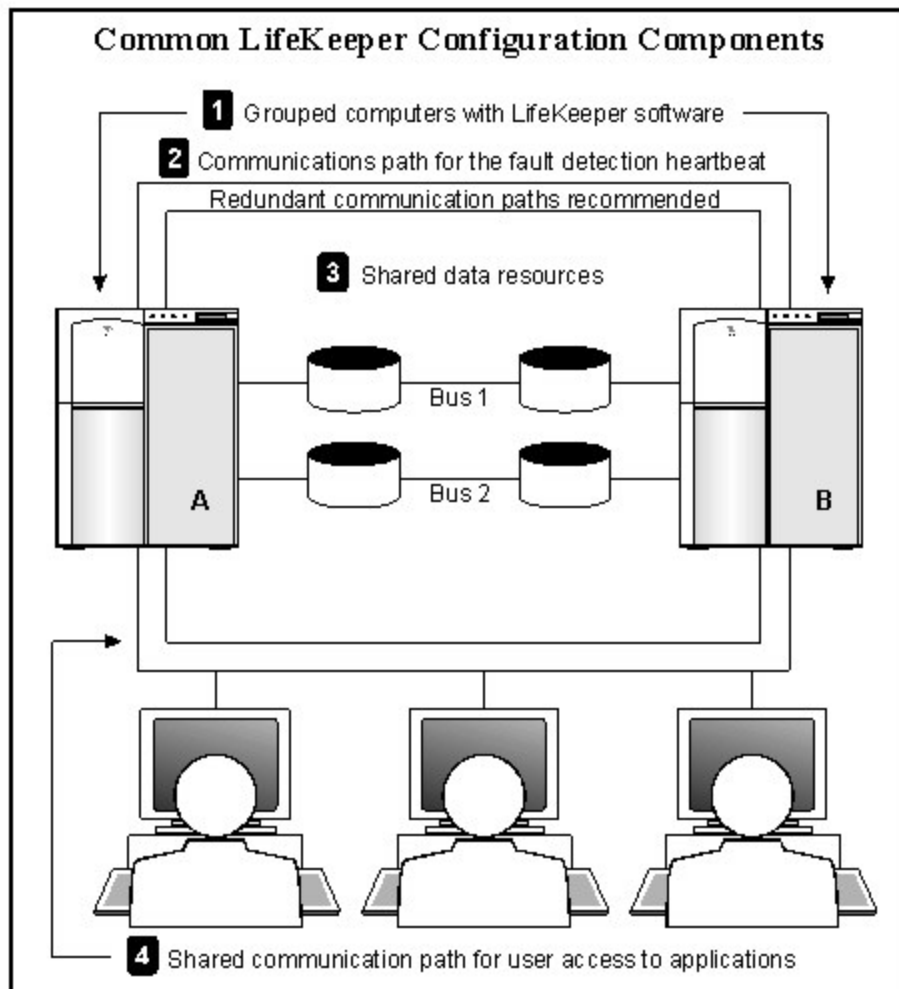 Common LifeKeeper Configuration Components
1 Grouped computers with LifeKeeper software
2 Communications path for the fault detection heartbeat
Redundant communication paths recommended
3 Shared data resources
Bus 1
Bus 2
A
B
4 Shared communication path for user access to applications